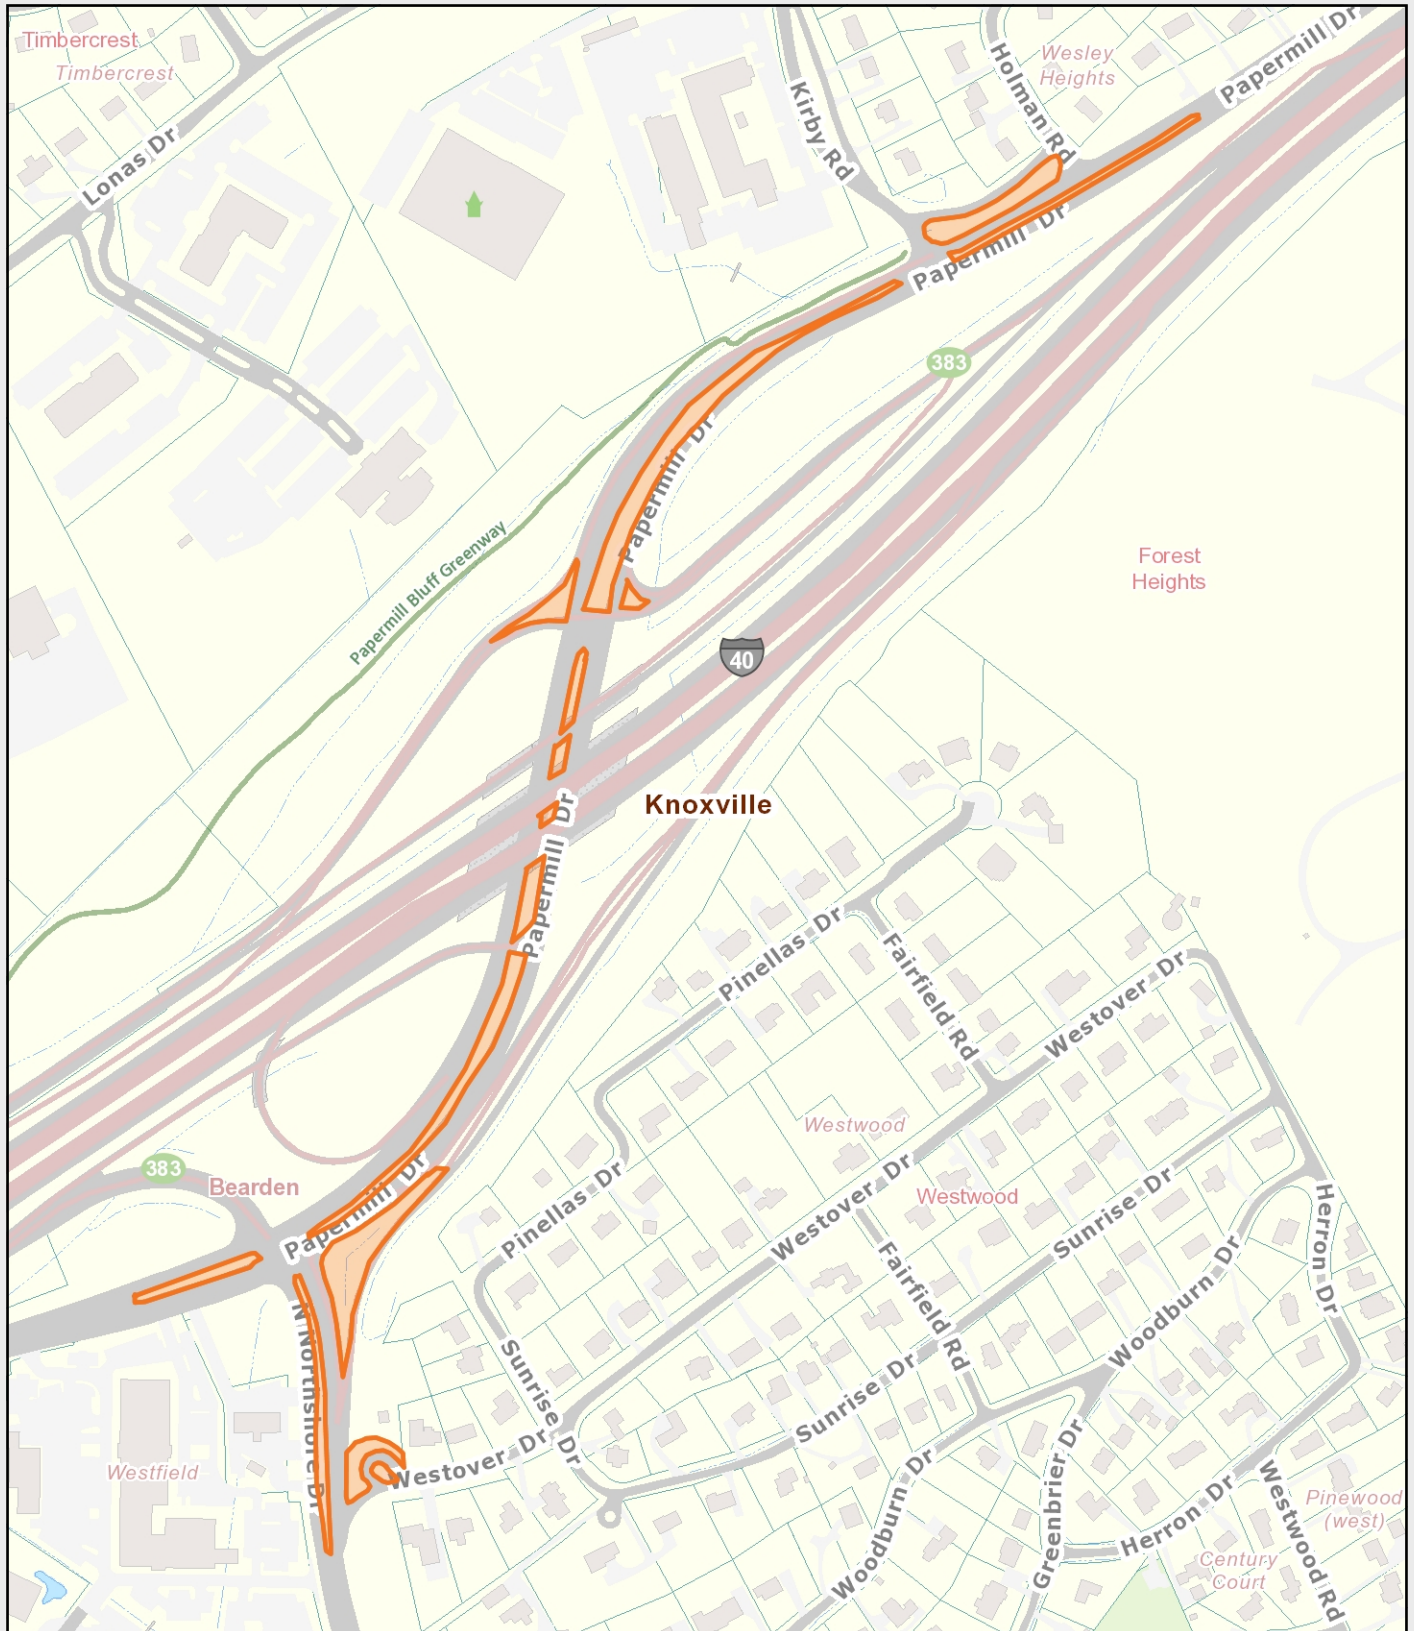 Timbercrest
Timbercrest
Lonas Dr
Kirby Rd
Holman Rd
Wesley
Heights
Papermill Dr
Papermill Dr
383
Papermill Dr
Papermill Bluff Greenway
Forest
Heights
40
Knoxville
Papermill Dr
Pinellas Dr
Fairfield Rd
Westover Dr
Westwood
383
Bearden
Papermill Dr
Pinellas Dr
Westover Dr
Westwood
Sunrise Dr
Herron Dr
Fairfield Rd
Woodburn Dr
N Northshore Dr
Sunrise Dr
Sunrise Dr
Westover Dr
Westfield
Woodburn Dr
Greenbrier Dr
Herron Dr
Westwood Rd
Pinewood
(west)
Century
Court